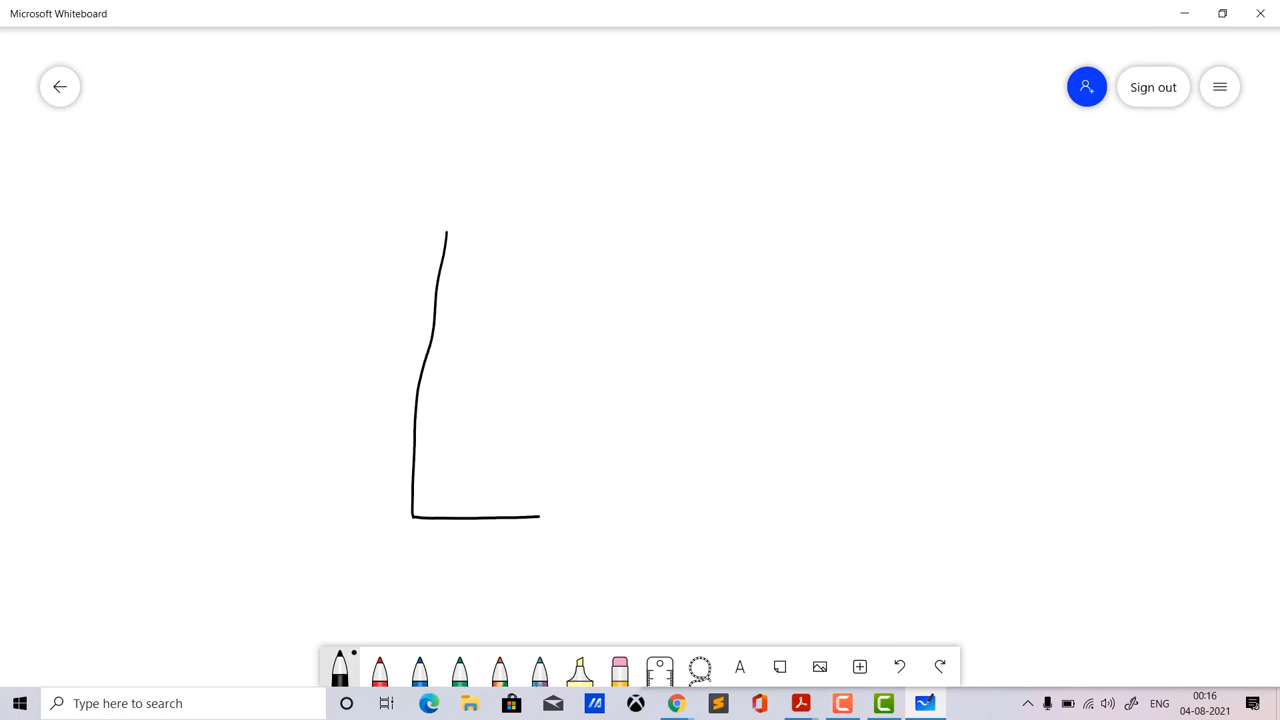 Microsoft Whiteboard
Sign out
L
A
Type here to search
ENG
00:16
04-08-2021